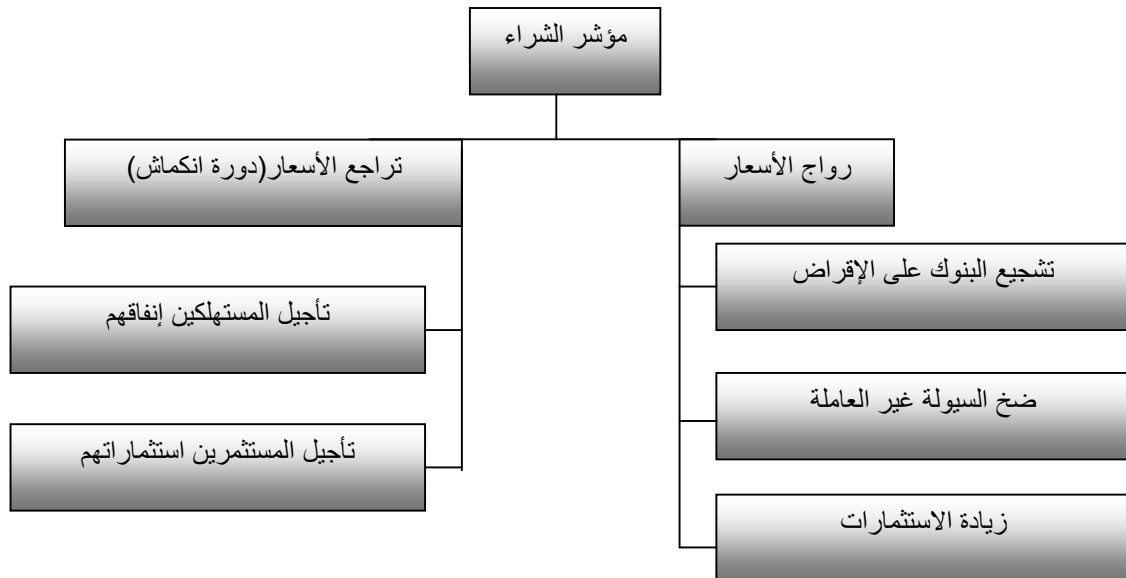 مؤشر الشراء
رواج الأسعار
تشجيع البنوك على الإقراض
ضخ السيولة غير العاملة
زيادة الاستثمارات
تراجع الأسعار(دورة انكماش)
تأجيل المستهلكين إنفاقهم
تأجيل المستثمرين استثماراتهم